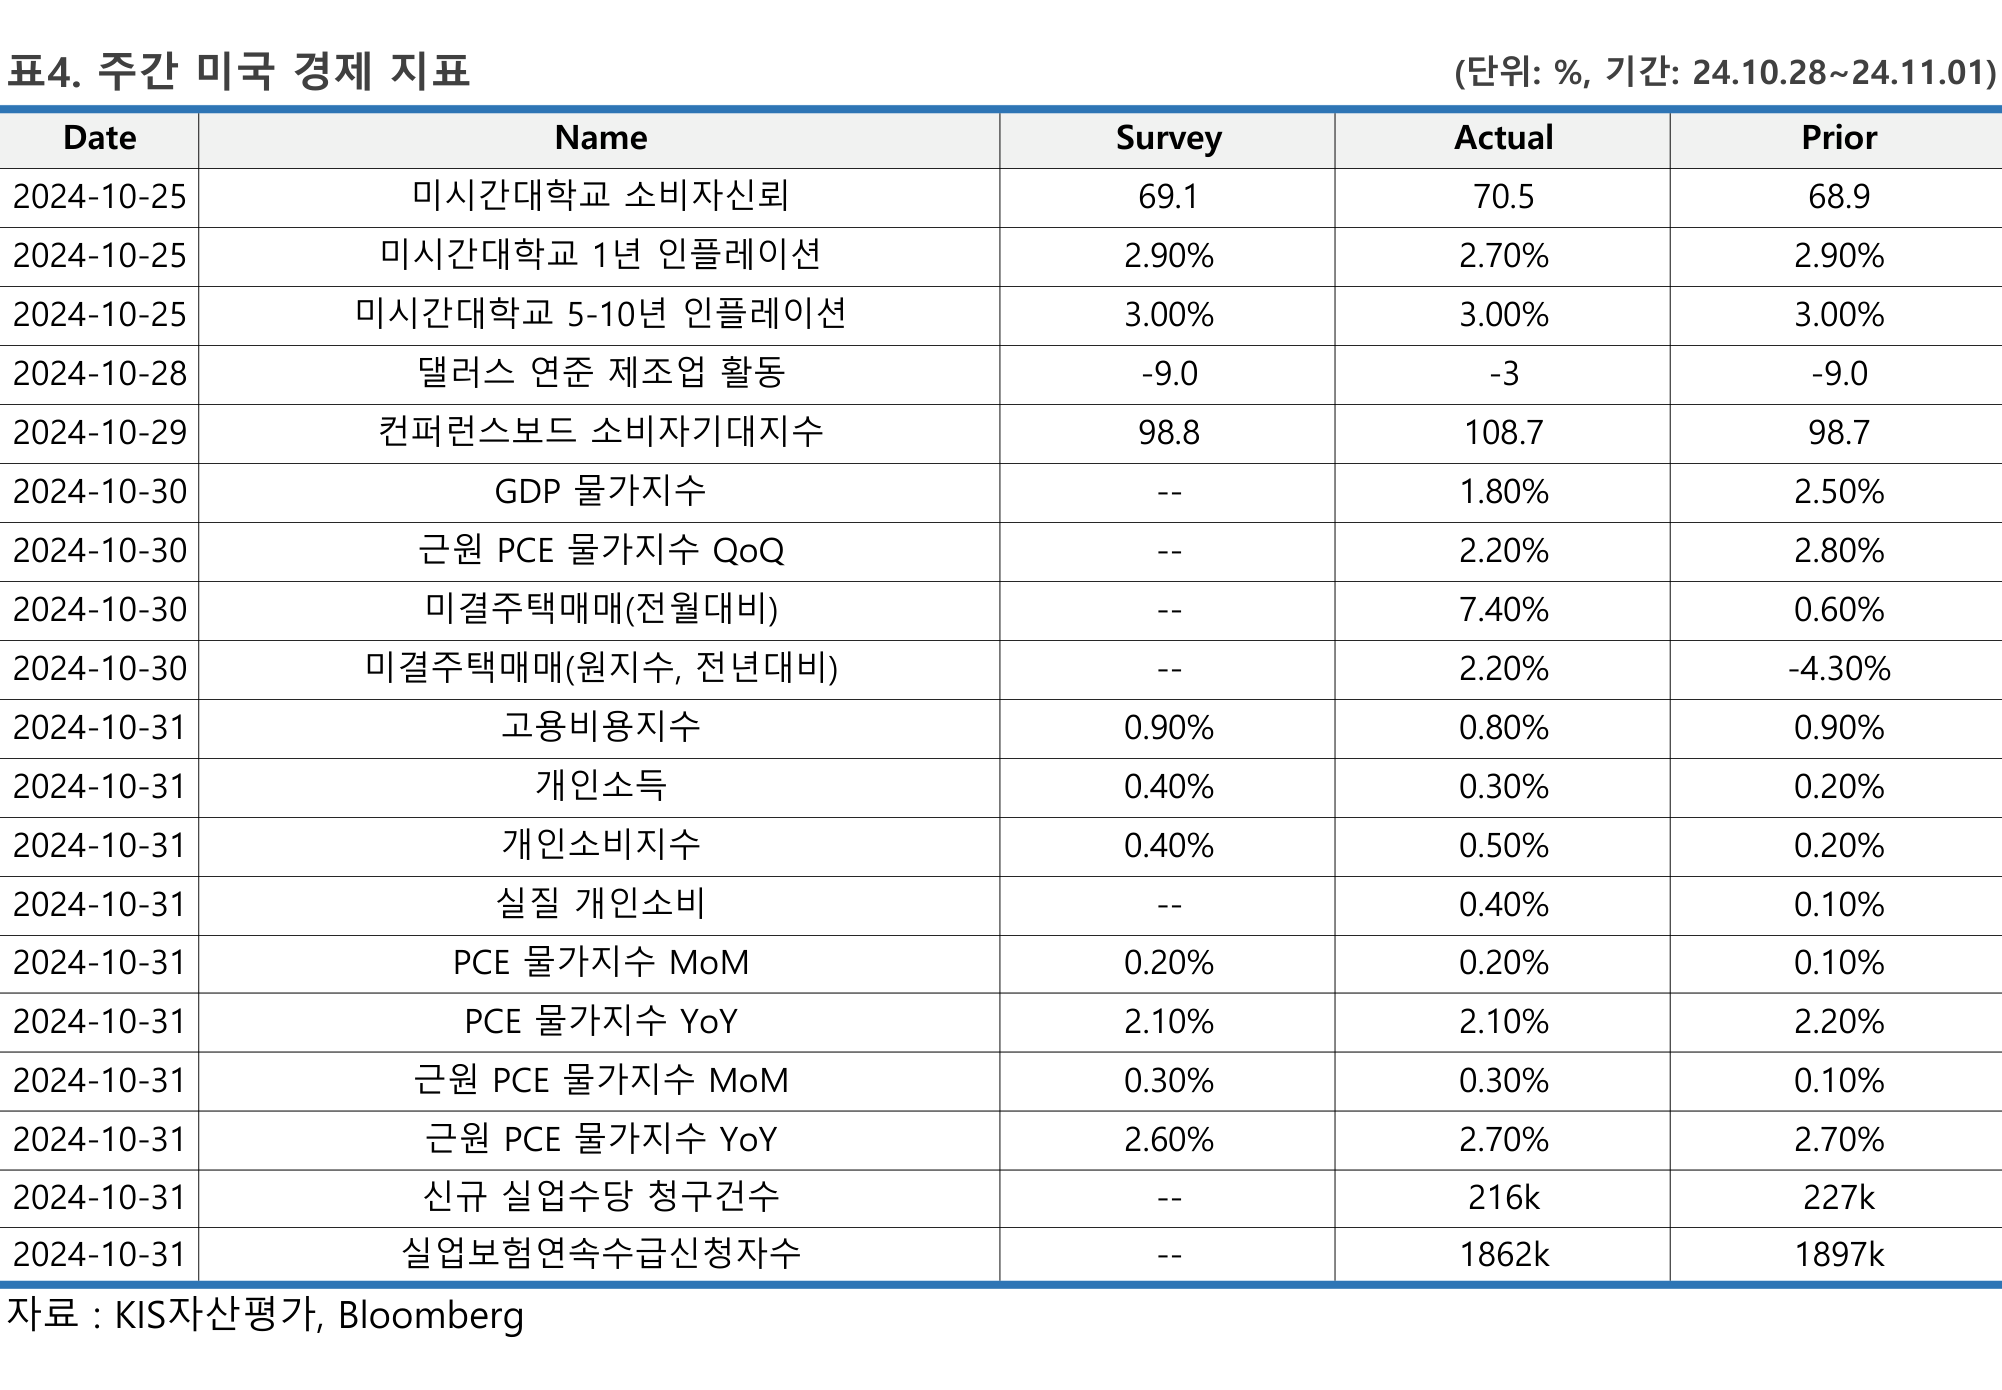 표4. 주간 미국 경제 지표 (단위: %, 기간: 24.10.28~24.11.01)
Date Name Survey Actual Prior
2024-10-25 미시간대학교 소비자신뢰 69.1 70.5 68.9
2024-10-25 미시간대학교 1년 인플레이션 2.90% 2.70% 2.90%
2024-10-25 미시간대학교 5-10년 인플레이션 3.00% 3.00% 3.00%
2024-10-28 댈러스 연준 제조업 활동 -9.0 -3 -9.0
2024-10-29 컨퍼런스보드 소비자기대지수 98.8 108.7 98.7
2024-10-30 GDP 물가지수 -- 1.80% 2.50%
2024-10-30 근원 PCE 물가지수 QoQ -- 2.20% 2.80%
2024-10-30 미결주택매매(전월대비) -- 7.40% 0.60%
2024-10-30 미결주택매매(원지수, 전년대비) -- 2.20% -4.30%
2024-10-31 고용비용지수 0.90% 0.80% 0.90%
2024-10-31 개인소득 0.40% 0.30% 0.20%
2024-10-31 개인소비지수 0.40% 0.50% 0.20%
2024-10-31 실질 개인소비 -- 0.40% 0.10%
2024-10-31 PCE 물가지수 MoM 0.20% 0.20% 0.10%
2024-10-31 PCE 물가지수 YoY 2.10% 2.10% 2.20%
2024-10-31 근원 PCE 물가지수 MoM 0.30% 0.30% 0.10%
2024-10-31 근원 PCE 물가지수 YoY 2.60% 2.70% 2.70%
2024-10-31 신규 실업수당 청구건수 -- 216k 227k
2024-10-31 실업보험연속수급신청자수 -- 1862k 1897k
자료 : KIS자산평가, Bloomberg